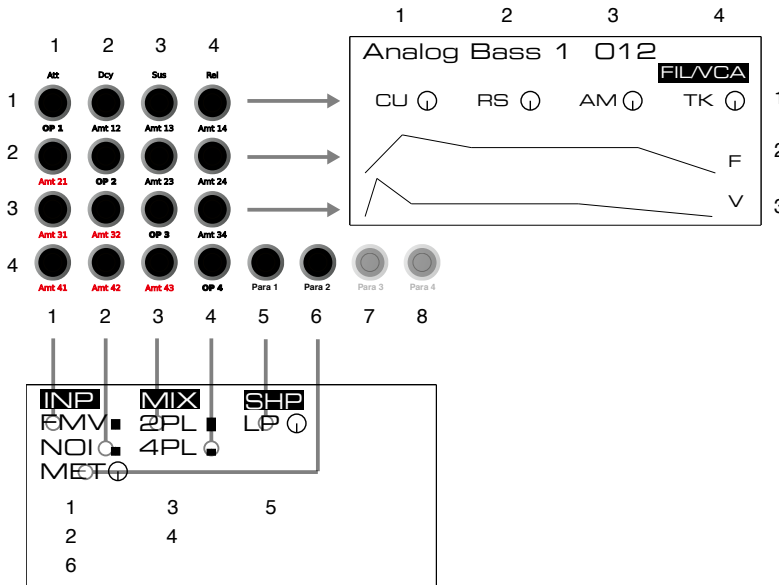 1 2 3 4
1 2 3 4
Analog Bass 1 012
FIL/VCA
Att Dcy Sus Rel
1
CU RS AM TK
1
OP 1 Amt 12 Amt 13 Amt 14
2
F
2
Amt 21 OP 2 Amt 23 Amt 24
3
V
3
Amt 31 Amt 32 OP 3 Amt 34
4
Amt 41 Amt 42 Amt 43 OP 4 Para 1 Para 2 Para 3 Para 4
1 2 3 4 5 6 7 8
INP MIX SHP
FMV 2PL LP
NOI 4PL
MET
1 3 5
2 4
6